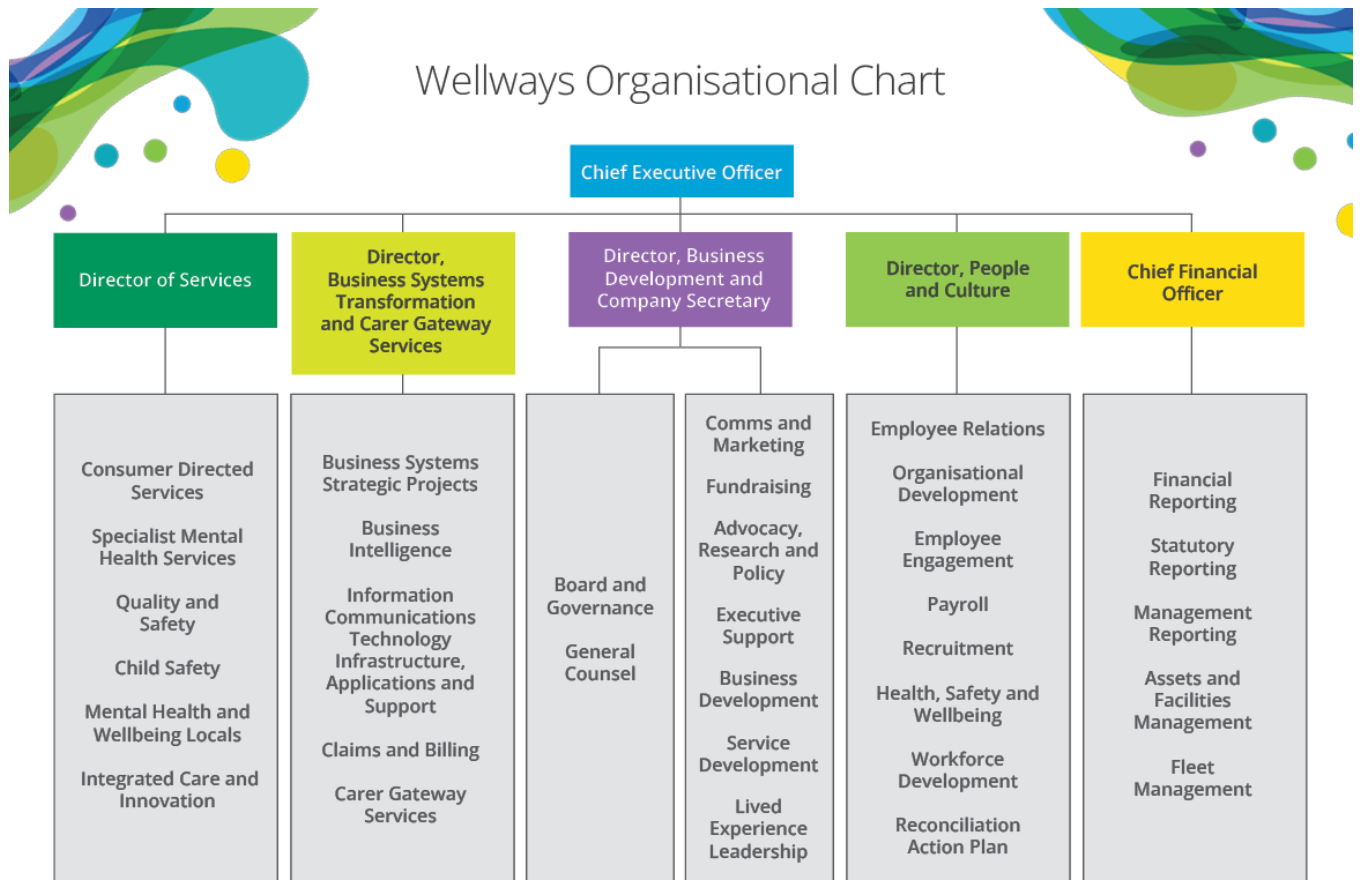 Wellways Organisational Chart
Chief Executive Officer
Director of Services
Director,
Business Systems
Transformation
and Carer Gateway
Services
Director, Business
Development and
Company Secretary
Director, People
and Culture
Chief Financial
Officer
Consumer Directed
Services
Specialist Mental
Health Services
Quality and
Safety
Child Safety
Mental Health and
Wellbeing Locals
Integrated Care and
Innovation
Business Systems
Strategic Projects
Business
Intelligence
Information
Communications
Technology
Infrastructure,
Applications and
Support
Claims and Billing
Carer Gateway
Services
Board and
Governance
General
Counsel
Comms and
Marketing
Fundraising
Advocacy,
Research and
Policy
Executive
Support
Business
Development
Service
Development
Lived
Experience
Leadership
Employee Relations
Organisational
Development
Employee
Engagement
Payroll
Recruitment
Health, Safety and
Wellbeing
Workforce
Development
Reconciliation
Action Plan
Financial
Reporting
Statutory
Reporting
Management
Reporting
Assets and
Facilities
Management
Fleet
Management